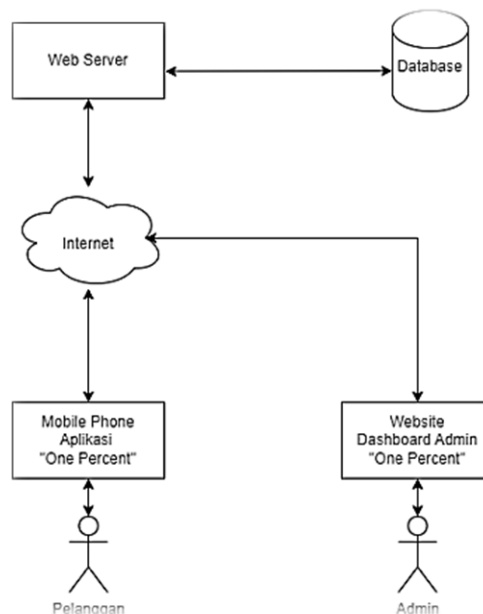 Web Server
Database
Internet
Mobile Phone
Aplikasi
"One Percent"
Website
Dashboard Admin
"One Percent"
Pelanggan
Admin